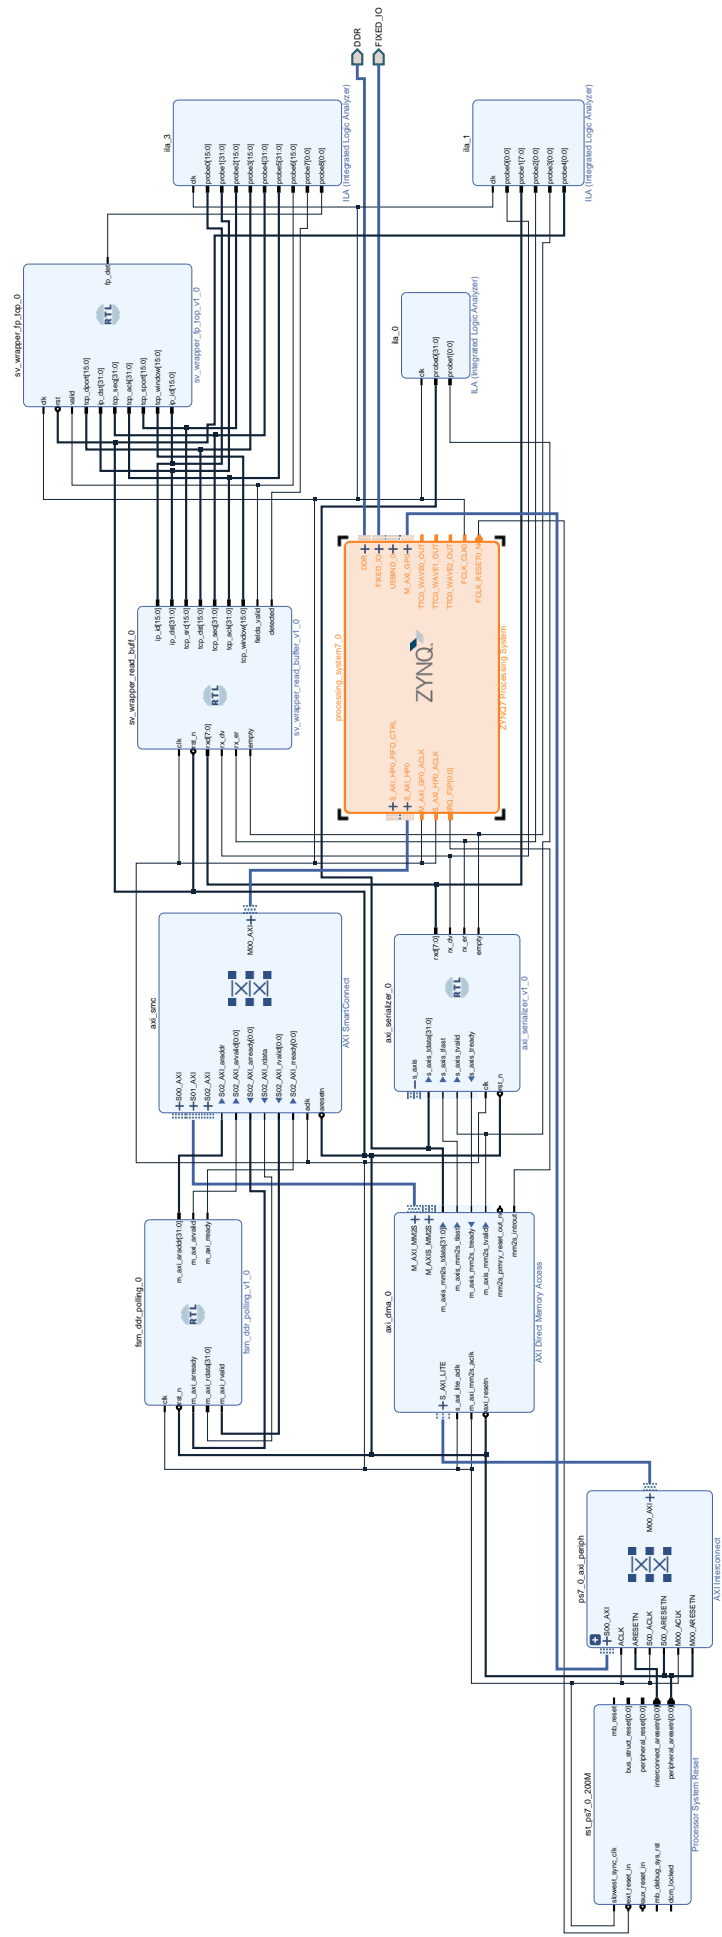 DDR
FIXED_IO
ila_3
clk
probe0[15:0]
probe1[31:0]
probe2[15:0]
probe3[15:0]
probe4[31:0]
probe5[31:0]
probe6[15:0]
probe7[0:0]
probe8[0:0]
ILA (Integrated Logic Analyzer)
ila_1
clk
probe0[0:0]
probe1[7:0]
probe2[0:0]
probe3[0:0]
probe4[0:0]
ILA (Integrated Logic Analyzer)
sv_wrapper_fp_top_0
fp_det
RTL
clk
rst
valid
tcp_dport[15:0]
ip_dst[31:0]
tcp_seq[31:0]
tcp_ack[31:0]
tcp_sport[15:0]
tcp_window[15:0]
ip_id[15:0]
sv_wrapper_fp_top_v1_0
ila_0
clk
probe0[31:0]
probe1[0:0]
ILA (Integrated Logic Analyzer)
sv_wrapper_read_buff_0
ip_id[15:0]
ip_dst[31:0]
tcp_src[15:0]
tcp_dst[15:0]
tcp_seq[31:0]
tcp_ack[31:0]
tcp_window[15:0]
fields_valid
detected
RTL
clk
rst_n
rxd[7:0]
rx_dv
rx_er
empty
sv_wrapper_read_buffer_v1_0
processing_system7_0
DDR
FIXED_IO
USBIND_0
M_AXI_GP0
TTC0_WAVE0_OUT
TTC0_WAVE1_OUT
TTC0_WAVE2_OUT
FCLK_CLK0
FCLK_RESET0_N
ZYNQ
S_AXI_HP0_FIFO_CTRL
S_AXI_HP0
M_AXI_GP0_ACLK
S_AXI_HP0_ACLK
IRQ_F2P[0:0]
ZYNQ7 Processing System
axi_smc
M00_AXI
S00_AXI
S01_AXI
S02_AXI
S02_AXI_araddr
S02_AXI_arvalid[0:0]
S02_AXI_arready[0:0]
S02_AXI_rdata
S02_AXI_rvalid[0:0]
S02_AXI_rready[0:0]
aclk
aresetn
AXI SmartConnect
axi_serializer_0
rxd[7:0]
rx_dv
rx_er
empty
RTL
s_axis
s_axis_tdata[31:0]
s_axis_tlast
s_axis_tvalid
s_axis_tready
clk
rst_n
axi_serializer_v1_0
fsm_ddr_polling_0
m_axi_araddr[31:0]
m_axi_arvalid
m_axi_rready
RTL
clk
rst_n
m_axi_arready
m_axi_rdata[31:0]
m_axi_rvalid
fsm_ddr_polling_v1_0
axi_dma_0
M_AXI_MM2S
M_AXIS_MM2S
m_axis_mm2s_tdata[31:0]
m_axis_mm2s_tlast
m_axis_mm2s_tready
m_axis_mm2s_tvalid
mm2s_prmry_reset_out_n
mm2s_introut
S_AXI_LITE
s_axi_lite_aclk
m_axi_mm2s_aclk
axi_resetn
AXI Direct Memory Access
ps7_0_axi_periph
M00_AXI
S00_AXI
ACLK
ARESETN
S00_ACLK
S00_ARESETN
M00_ACLK
M00_ARESETN
AXI Interconnect
rst_ps7_0_200M
mb_reset
bus_struct_reset[0:0]
peripheral_reset[0:0]
interconnect_aresetn[0:0]
peripheral_aresetn[0:0]
slowest_sync_clk
ext_reset_in
aux_reset_in
mb_debug_sys_rst
dcm_locked
Processor System Reset